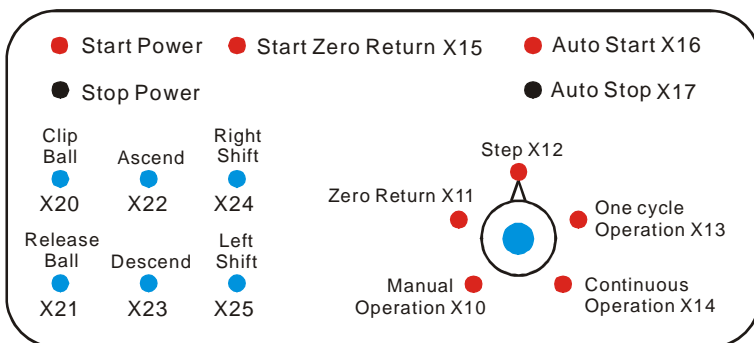 Start Power
Start Zero Return X15
Auto Start X16
Stop Power
Auto Stop X17
Clip
Ball
X20
Ascend
X22
Right
Shift
X24
Release
Ball
X21
Descend
X23
Left
Shift
X25
Step X12
Zero Return X11
One cycle
Operation X13
Manual
Operation X10
Continuous
Operation X14